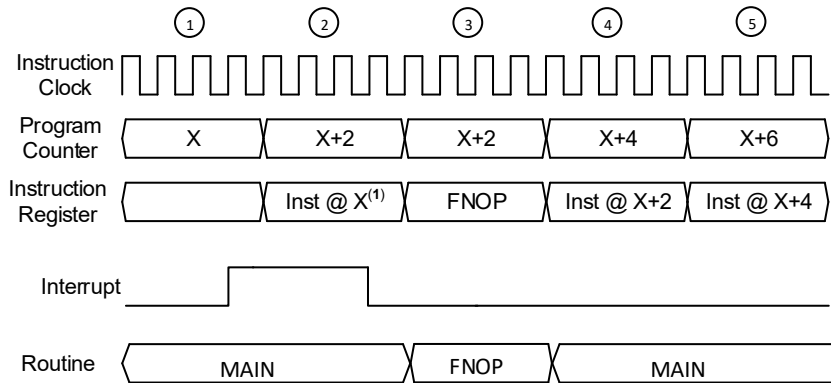 1 2 3 4 5
Instruction
Clock
Program
Counter
X X+2 X+2 X+4 X+6
Instruction
Register
Inst @ X(1) FNOP Inst @ X+2 Inst @ X+4
Interrupt
Routine MAIN FNOP MAIN